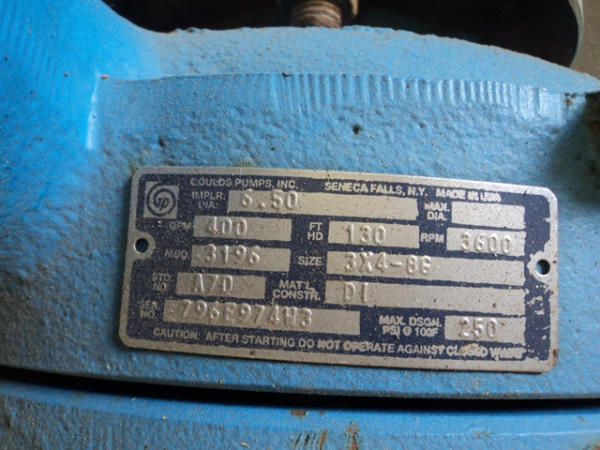 GOULDS PUMPS, INC. SENECA FALLS, N.Y. MADE IN USA
IMPLR. DIA. 6.50 MAX. DIA.
GPM 400 FT HD 130 RPM 3600
MOD 3196 SIZE 3X4-8G
STD NO A70 MAT'L. CONSTR. DI
SER. NO. 796E974H3 MAX. DSGN. PSI @ 100F 250
CAUTION: AFTER STARTING DO NOT OPERATE AGAINST CLOSED VALVE